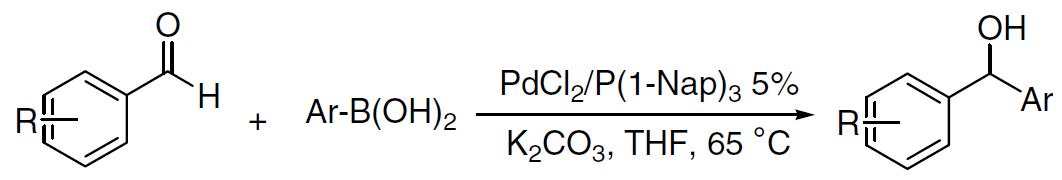 O
H
R
+
Ar-B(OH)₂
PdCl₂/P(1-Nap)₃ 5%
K₂CO₃, THF, 65 °C
OH
Ar
R